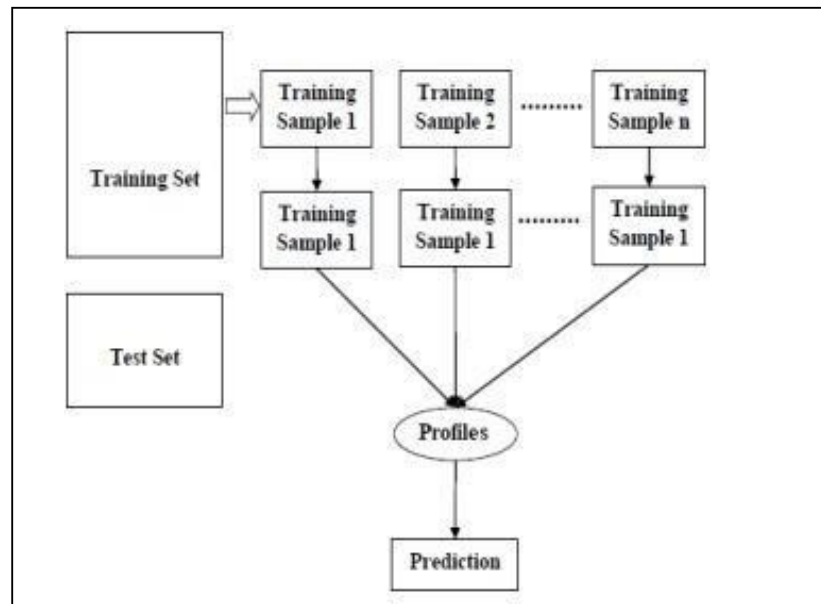 Training Set
Training
Sample 1
Training
Sample 2
Training
Sample n
Training
Sample 1
Training
Sample 1
Training
Sample 1
Test Set
Profiles
Prediction